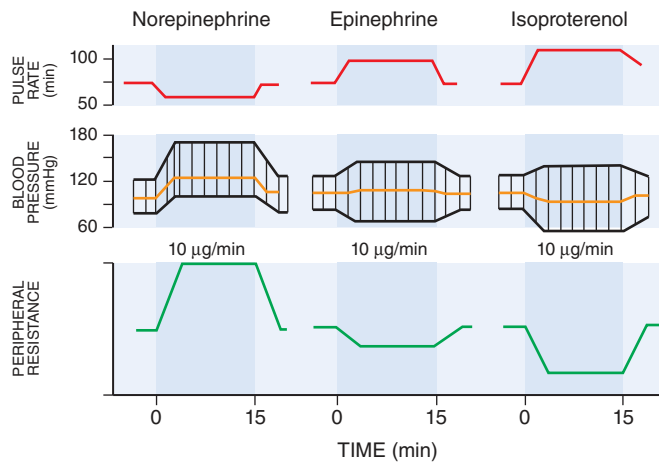 Norepinephrine Epinephrine Isoproterenol
PULSE
RATE
(min)
100
50
BLOOD
PRESSURE
(mmHg)
180
120
60
10 μg/min 10 μg/min 10 μg/min
PERIPHERAL
RESISTANCE
0 15 0 15 0 15
TIME (min)